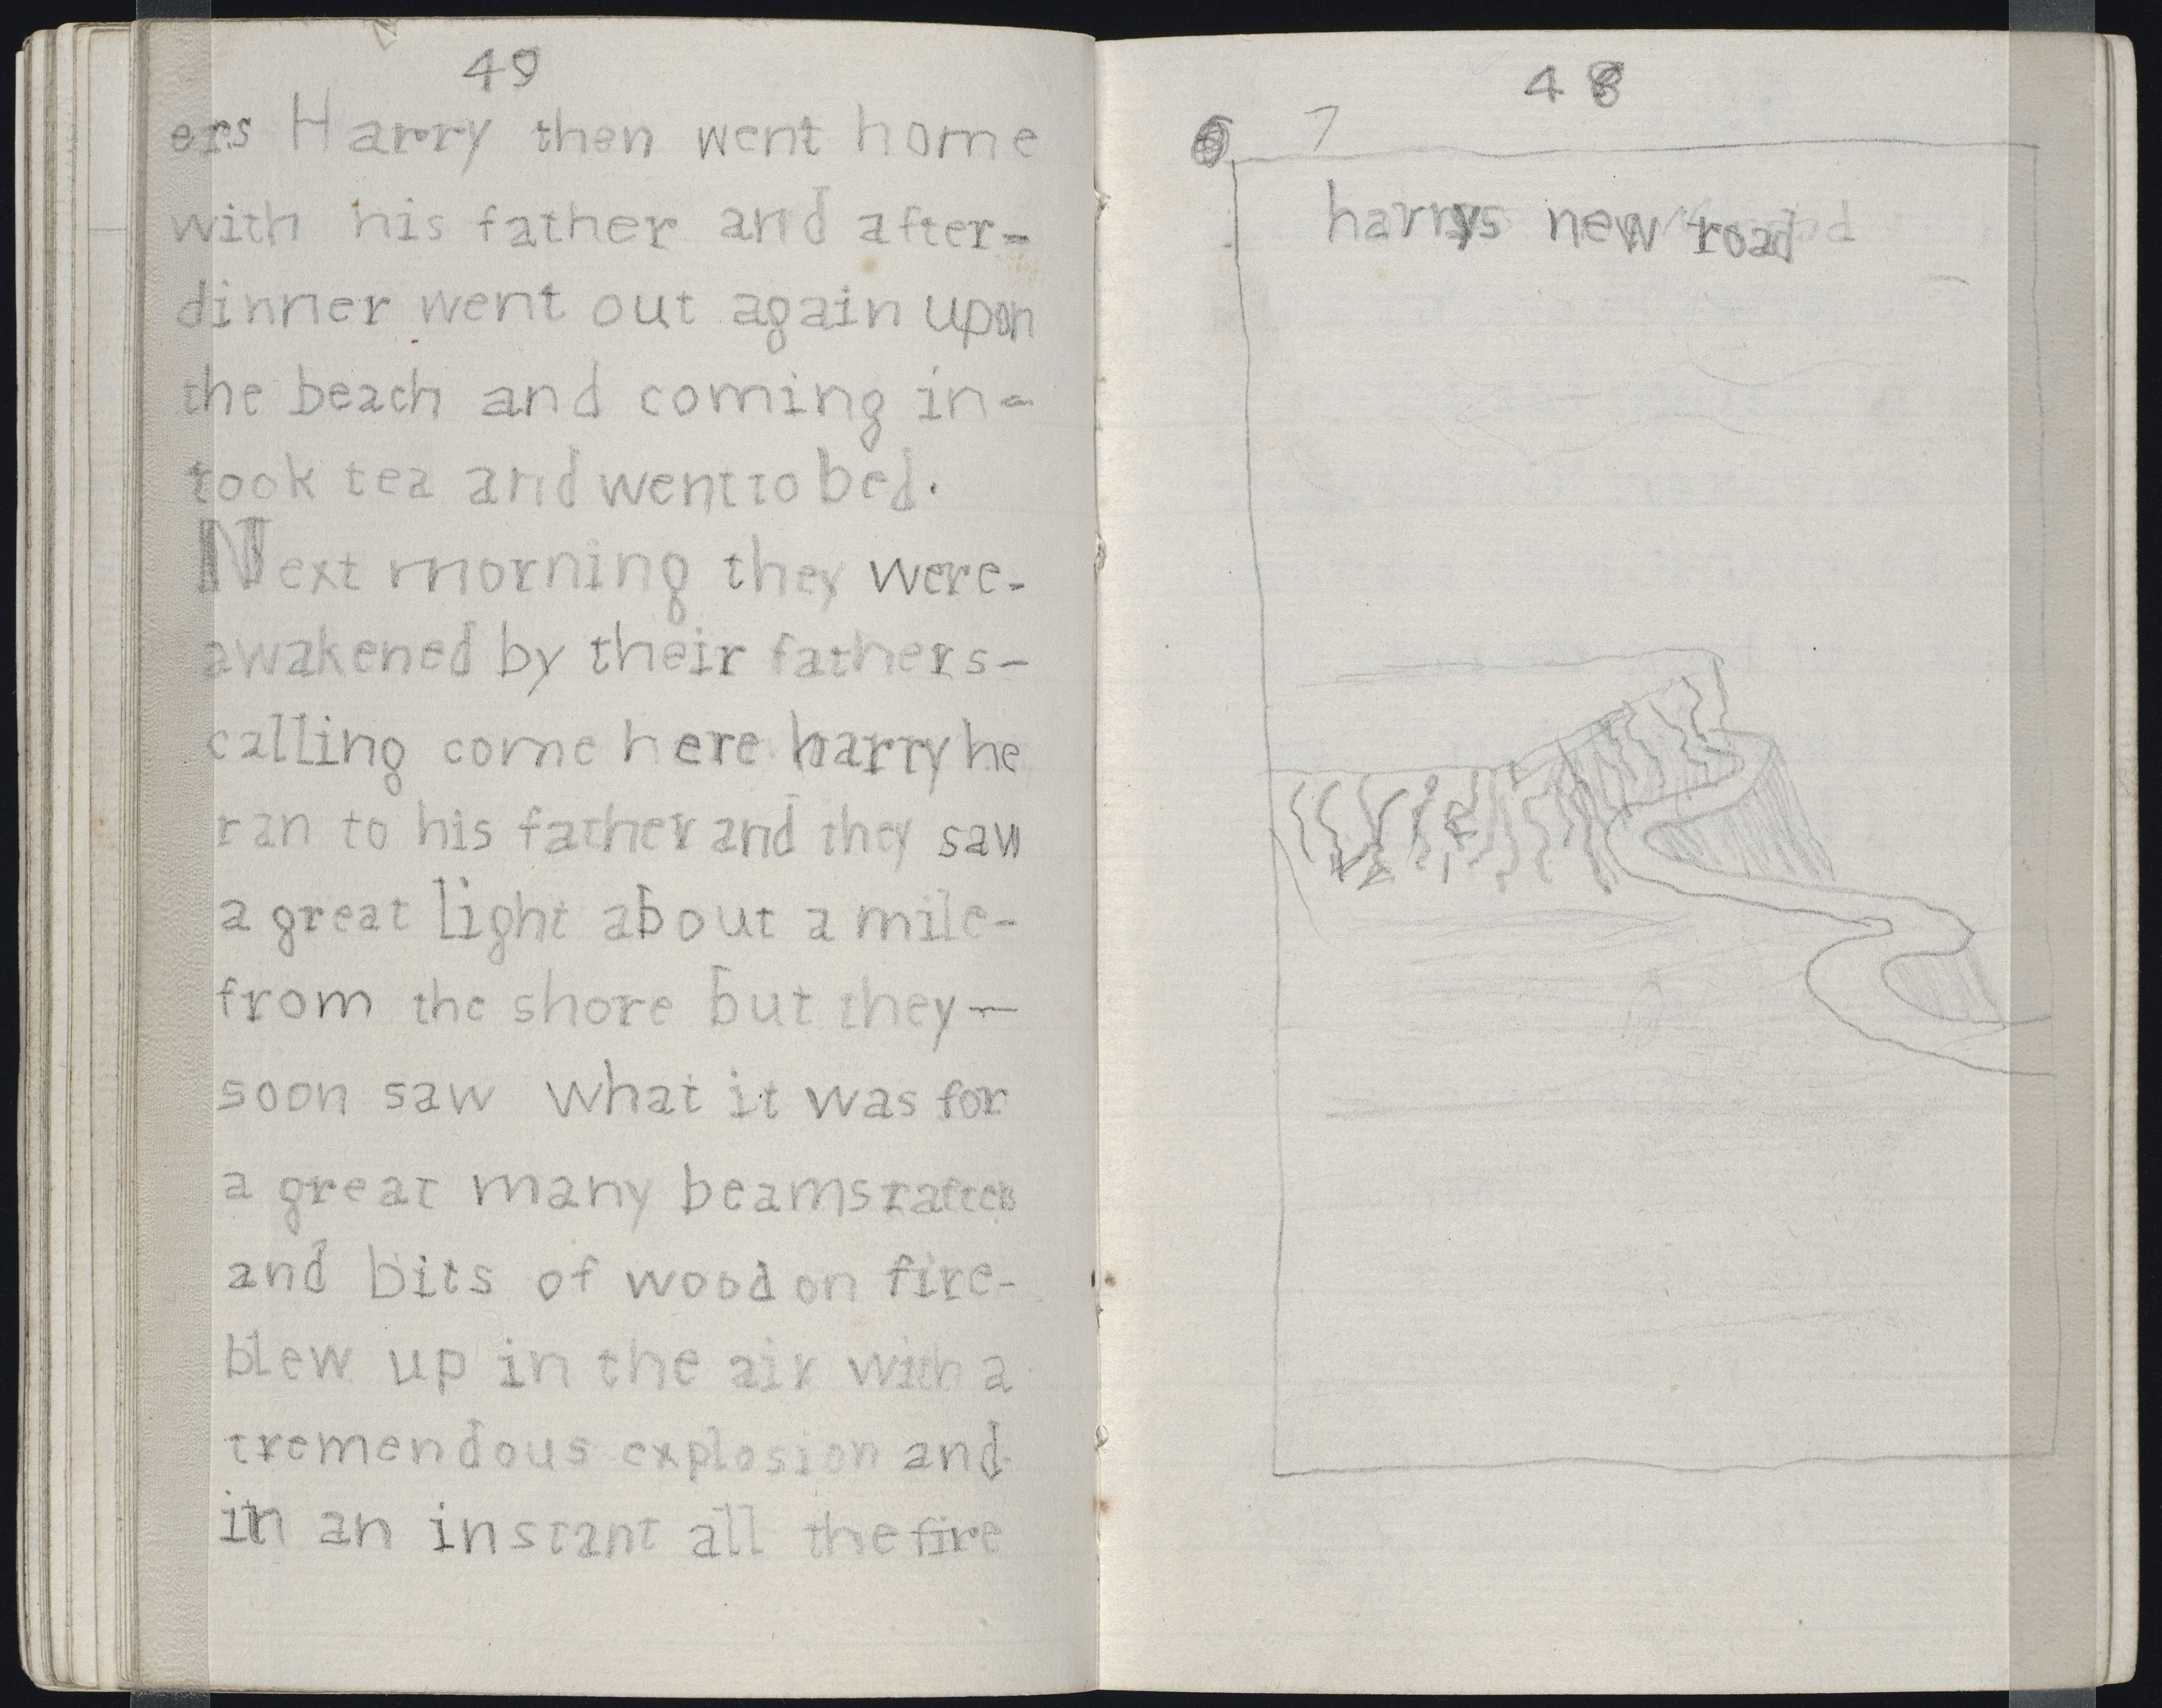 49
ers Harry then went home
with his father and after=
dinner went out again upon
the beach and coming in-
took tea and went to bed.
Next morning they were-
awakened by their fathers-
calling come here harry he
ran to his father and they saw
a great light about a mile-
from the shore but they—
soon saw what it was for
a great many beams rafters
and bits of wood on fire-
blew up in the air with a
tremendous explosion and
in an instant all the fire
48
7
harrys new road